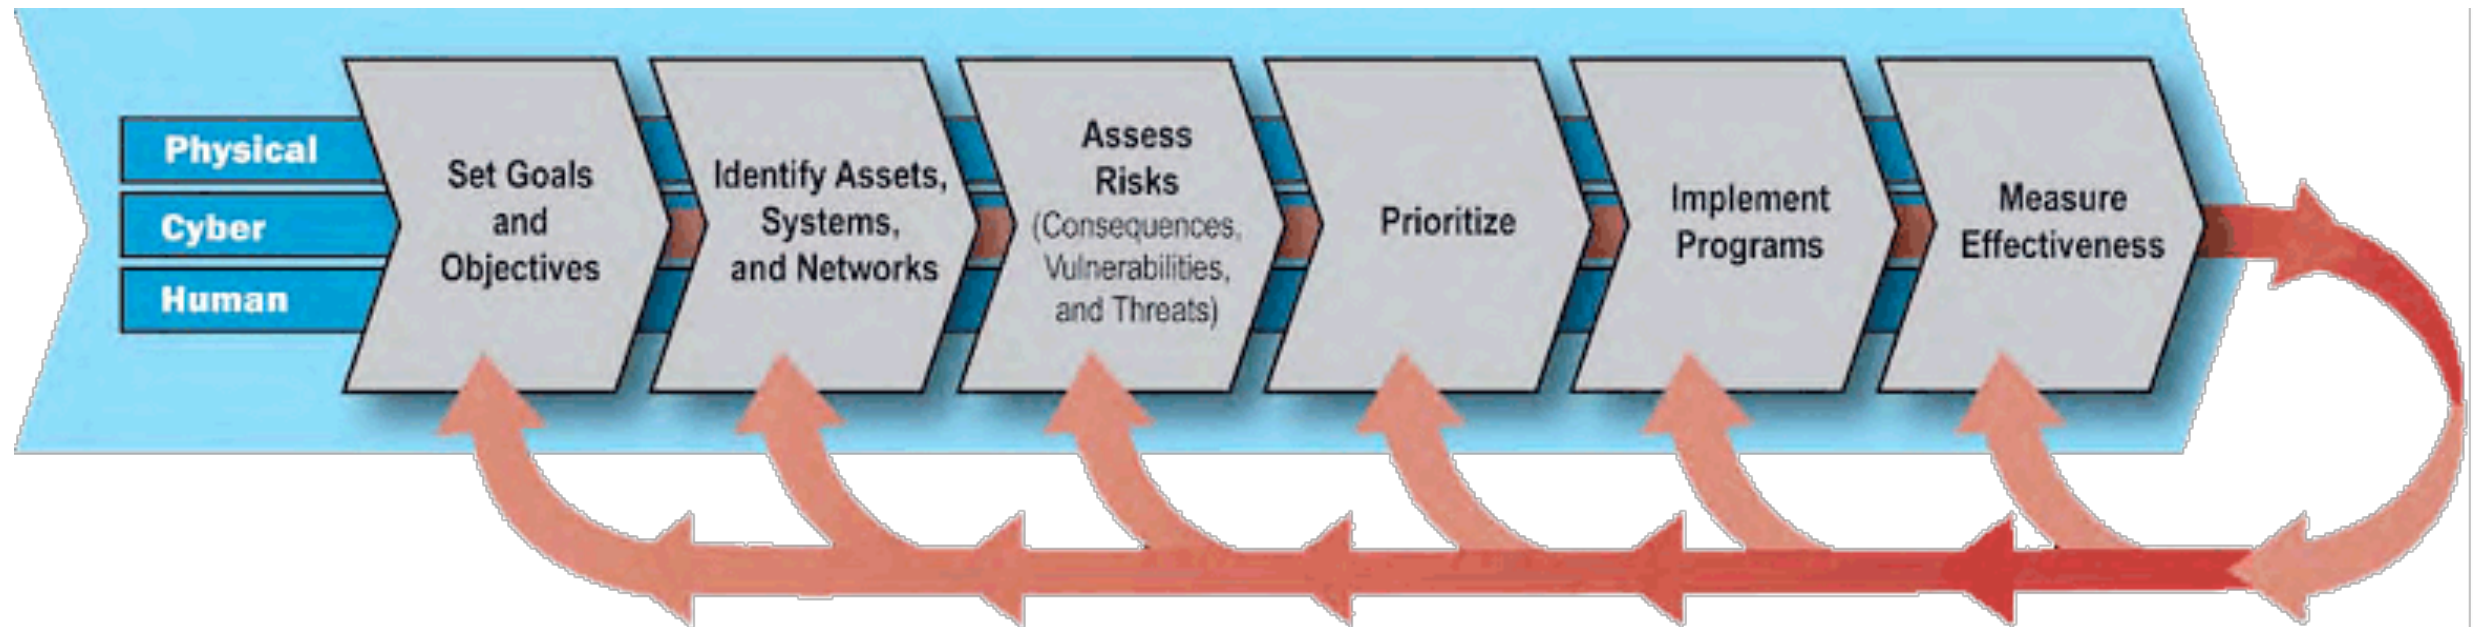 Physical
Cyber
Human
Set Goals
and
Objectives
Identify Assets,
Systems,
and Networks
Assess
Risks
(Consequences,
Vulnerabilities,
and Threats)
Prioritize
Implement
Programs
Measure
Effectiveness